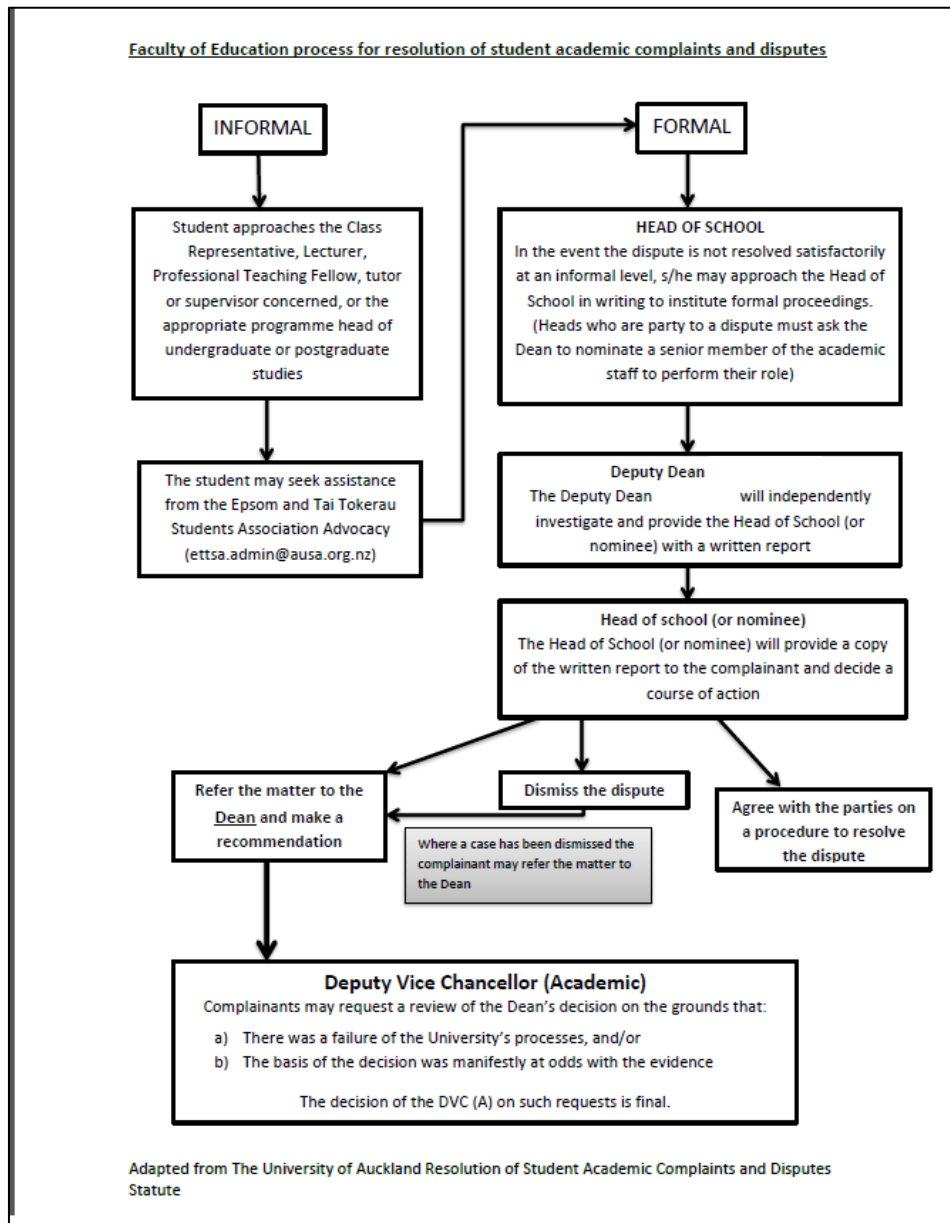 Faculty of Education process for resolution of student academic complaints and disputes
INFORMAL
Student approaches the Class
Representative, Lecturer,
Professional Teaching Fellow, tutor
or supervisor concerned, or the
appropriate programme head of
undergraduate or postgraduate
studies
The student may seek assistance
from the Epsom and Tai Tokerau
Students Association Advocacy
(ettsa.admin@ausa.org.nz)
FORMAL
HEAD OF SCHOOL
In the event the dispute is not resolved satisfactorily
at an informal level, s/he may approach the Head of
School in writing to institute formal proceedings.
(Heads who are party to a dispute must ask the
Dean to nominate a senior member of the academic
staff to perform their role)
Deputy Dean
The Deputy Dean will independently
investigate and provide the Head of School (or
nominee) with a written report
Head of school (or nominee)
The Head of School (or nominee) will provide a copy
of the written report to the complainant and decide a
course of action
Refer the matter to the
Dean and make a
recommendation
Dismiss the dispute
Where a case has been dismissed the
complainant may refer the matter to
the Dean
Agree with the parties on
a procedure to resolve
the dispute
Deputy Vice Chancellor (Academic)
Complainants may request a review of the Dean's decision on the grounds that:
a) There was a failure of the University's processes, and/or
b) The basis of the decision was manifestly at odds with the evidence
The decision of the DVC (A) on such requests is final.
Adapted from The University of Auckland Resolution of Student Academic Complaints and Disputes
Statute